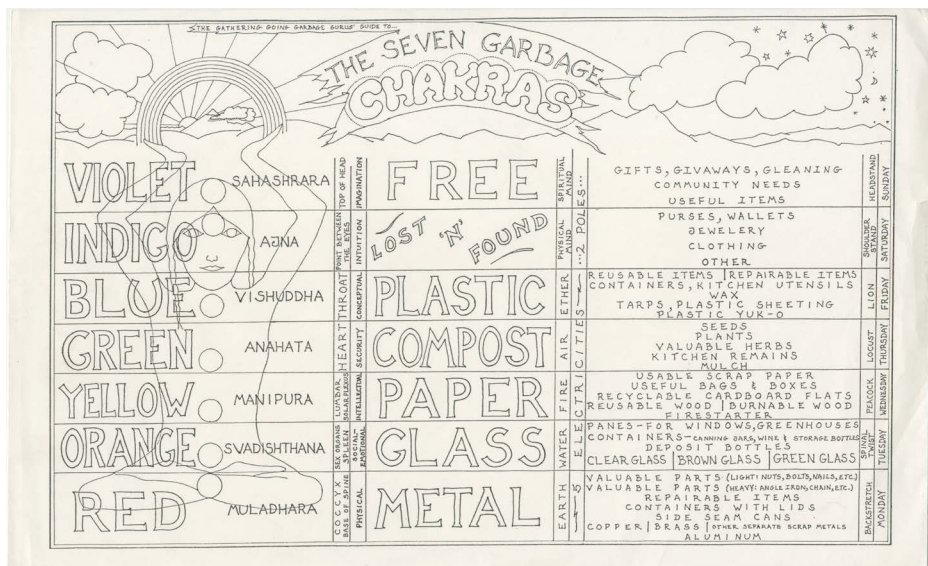 THE GATHERING GOING GARBAGE GURUS' GUIDE TO...
THE SEVEN GARBAGE
CHAKRAS
VIOLET
SAHASHRARA
TOP OF HEAD
IMAGINATION
FREE
SPIRITUAL MIND
GIFTS, GIVAWAYS, GLEANING
COMMUNITY NEEDS
USEFUL ITEMS
HEADSTAND
SUNDAY
INDIGO
AJNA
POINT BETWEEN THE EYES
INTUITION
LOST 'N' FOUND
PHYSICAL MIND
PURSES, WALLETS
JEWELERY
CLOTHING
OTHER
SHOULDER STAND
SATURDAY
BLUE
VISHUDDHA
THROAT
CONCEPTUAL
PLASTIC
ETHER
REUSABLE ITEMS | REPAIRABLE ITEMS
CONTAINERS, KITCHEN UTENSILS
WAX
TARPS, PLASTIC SHEETING
PLASTIC YUK-O
LION
FRIDAY
GREEN
ANAHATA
HEART
SECURITY
COMPOST
AIR
SEEDS
PLANTS
VALUABLE HERBS
KITCHEN REMAINS
MULCH
LOCUST
THURSDAY
YELLOW
MANIPURA
LUMBAR
SOLAR PLEXUS
INTELLECTUAL
PAPER
FIRE
USABLE SCRAP PAPER
USEFUL BAGS & BOXES
RECYCLABLE CARDBOARD FLATS
REUSABLE WOOD | BURNABLE WOOD
FIRESTARTER
PEACOCK
WEDNESDAY
ORANGE
SVADISHTHANA
SEX ORGANS
SPLEEN
SOCIAL-EMOTIONAL
GLASS
WATER
PANES-FOR WINDOWS, GREENHOUSES
CONTAINERS-CANNING JARS, WINE & STORAGE BOTTLES
DEPOSIT BOTTLES
CLEAR GLASS | BROWN GLASS | GREEN GLASS
SPINAL TWIST
TUESDAY
RED
MULADHARA
COCCYX
BASE OF SPINE
PHYSICAL
METAL
EARTH
VALUABLE PARTS (LIGHT: NUTS, BOLTS, NAILS, ETC.)
VALUABLE PARTS (HEAVY: ANGLE IRON, CHAIN, ETC.)
REPAIRABLE ITEMS
CONTAINERS WITH LIDS
SIDE SEAM CANS
COPPER | BRASS | OTHER SEPARATE SCRAP METALS
ALUMINUM
BACKSTRETCH
MONDAY
5 ELECTRICITIES
...2 POLES...